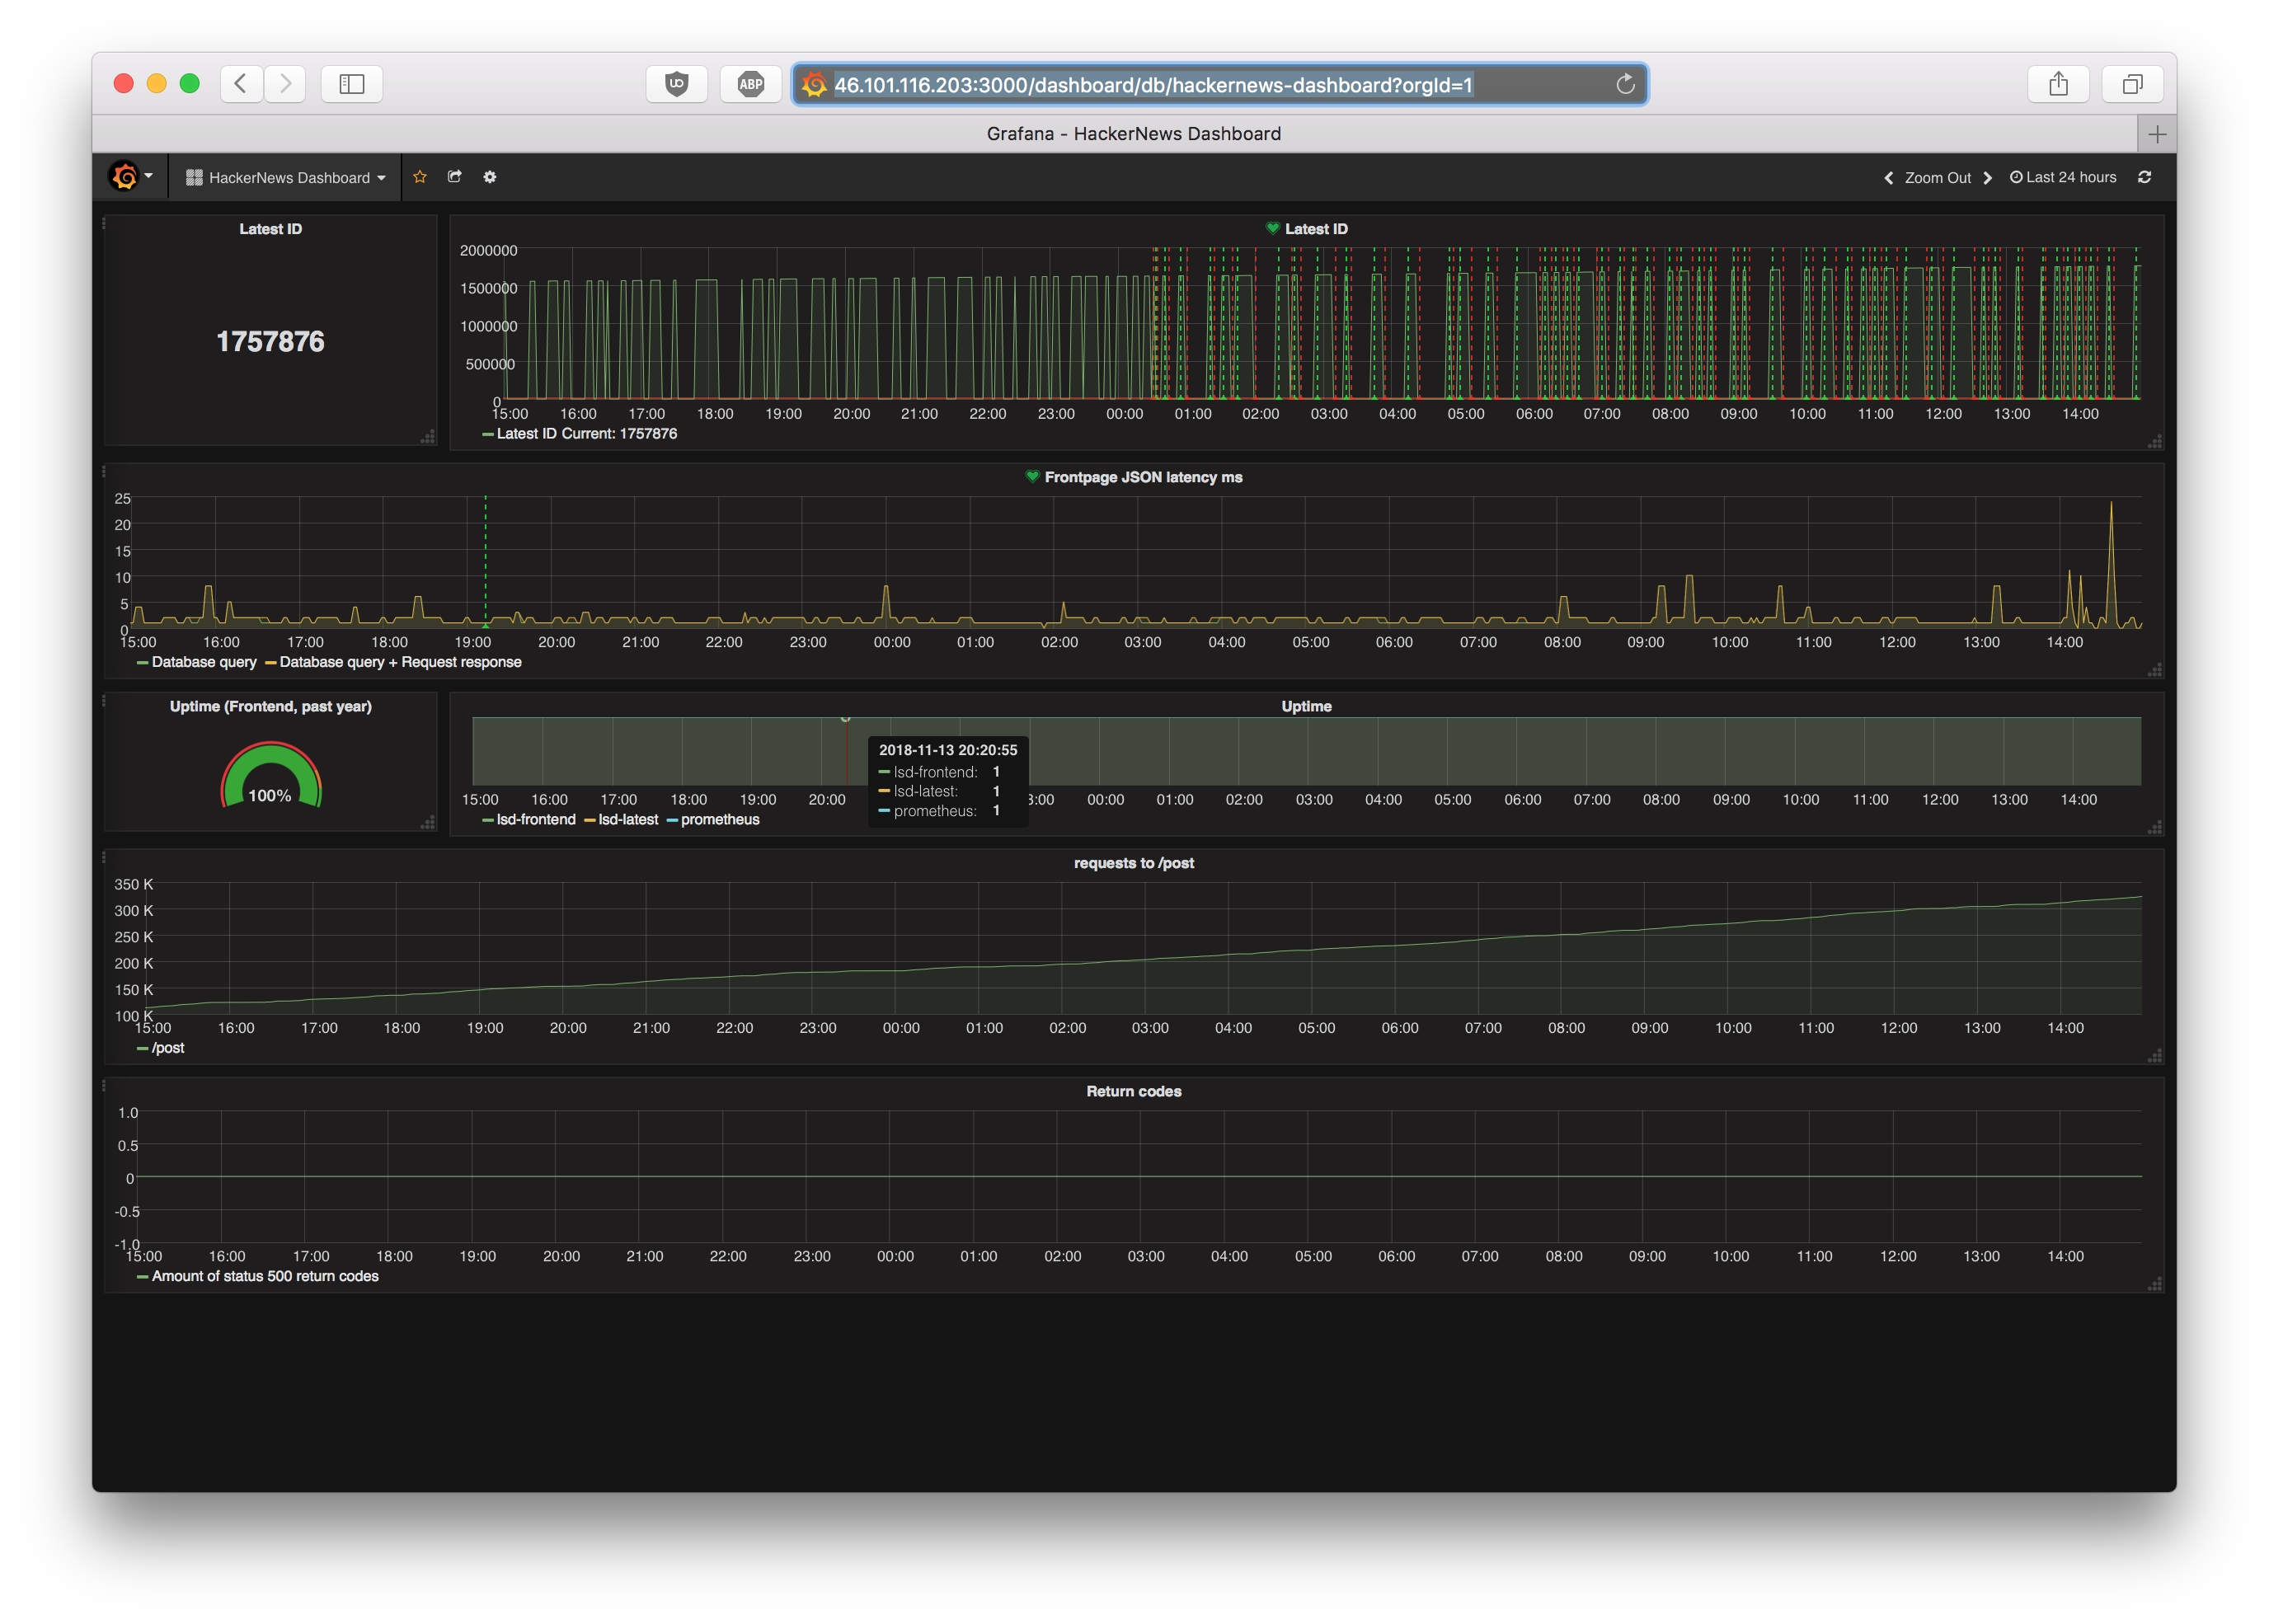 46.101.116.203:3000/dashboard/db/hackernews-dashboard?orgId=1
Grafana - HackerNews Dashboard
HackerNews Dashboard
Zoom Out
Last 24 hours
Latest ID
1757876
Latest ID
2000000
1500000
1000000
500000
0
15:00 16:00 17:00 18:00 19:00 20:00 21:00 22:00 23:00 00:00 01:00 02:00 03:00 04:00 05:00 06:00 07:00 08:00 09:00 10:00 11:00 12:00 13:00 14:00
Latest ID Current: 1757876
Frontpage JSON latency ms
25
20
15
10
5
0
15:00 16:00 17:00 18:00 19:00 20:00 21:00 22:00 23:00 00:00 01:00 02:00 03:00 04:00 05:00 06:00 07:00 08:00 09:00 10:00 11:00 12:00 13:00 14:00
Database query Database query + Request response
Uptime (Frontend, past year)
100%
Uptime
2018-11-13 20:20:55
lsd-frontend: 1
lsd-latest: 1
prometheus: 1
15:00 16:00 17:00 18:00 19:00 20:00 3:00 00:00 01:00 02:00 03:00 04:00 05:00 06:00 07:00 08:00 09:00 10:00 11:00 12:00 13:00 14:00
lsd-frontend lsd-latest prometheus
requests to /post
350 K
300 K
250 K
200 K
150 K
100 K
15:00 16:00 17:00 18:00 19:00 20:00 21:00 22:00 23:00 00:00 01:00 02:00 03:00 04:00 05:00 06:00 07:00 08:00 09:00 10:00 11:00 12:00 13:00 14:00
/post
Return codes
1.0
0.5
0
-0.5
-1.0
15:00 16:00 17:00 18:00 19:00 20:00 21:00 22:00 23:00 00:00 01:00 02:00 03:00 04:00 05:00 06:00 07:00 08:00 09:00 10:00 11:00 12:00 13:00 14:00
Amount of status 500 return codes
ABP